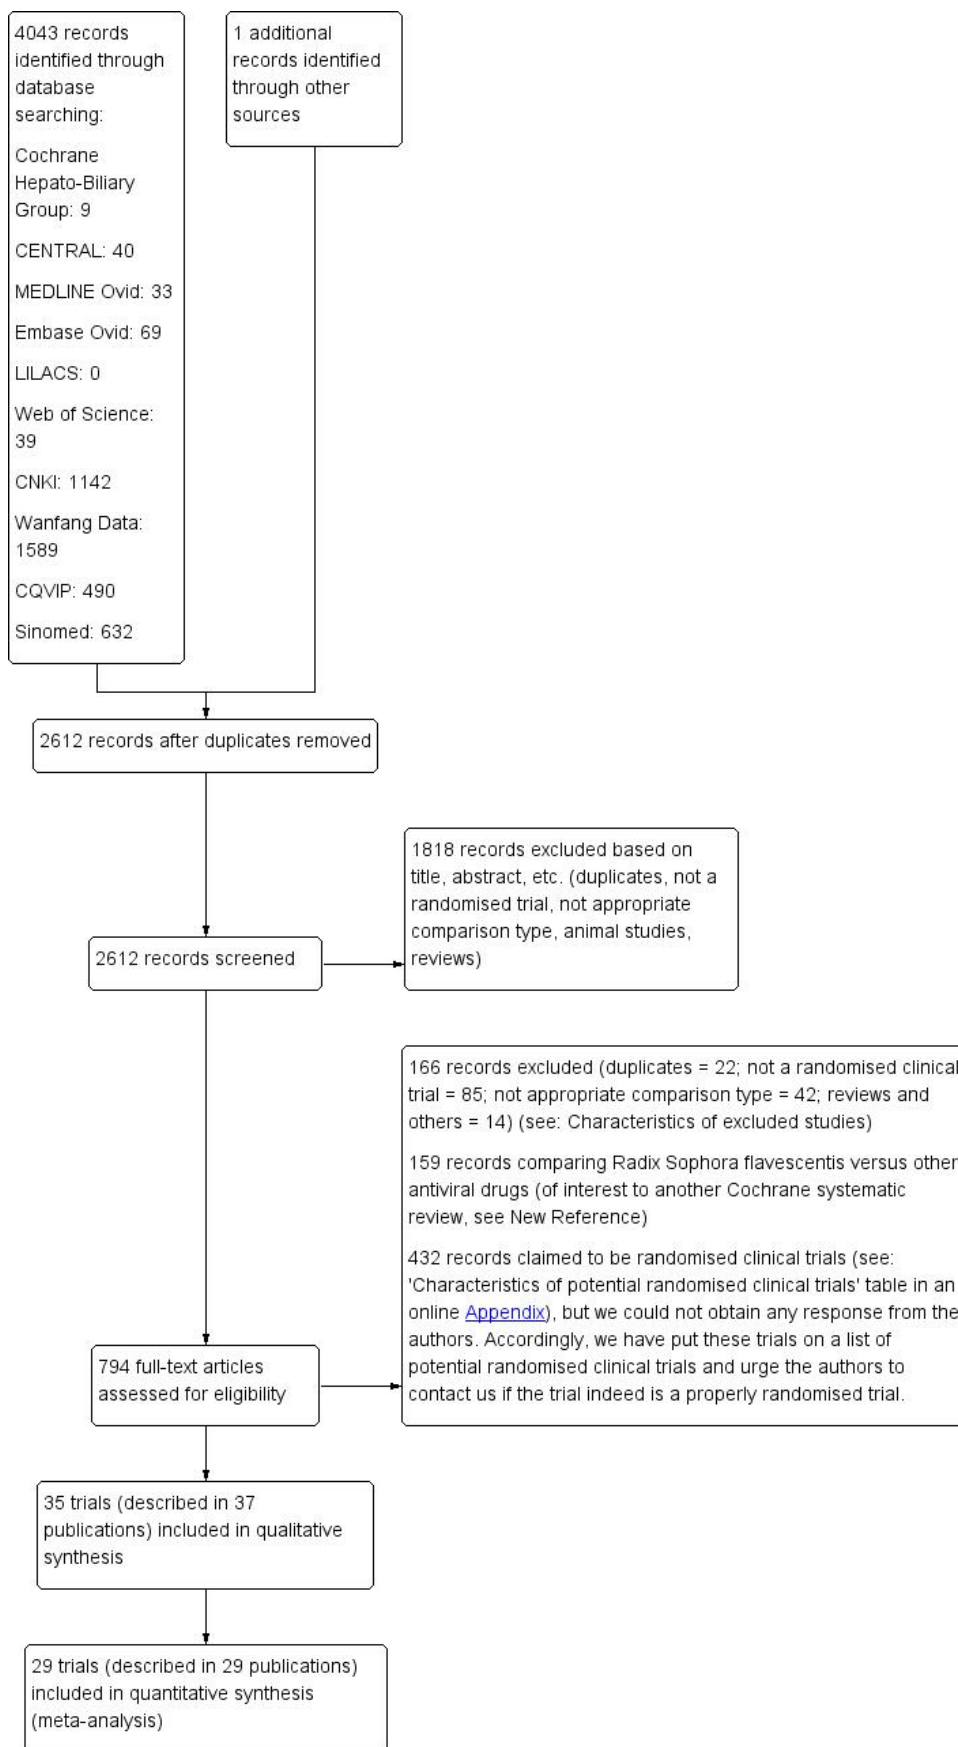 4043 records
identified through
database
searching:
Cochrane
Hepato-Biliary
Group: 9
CENTRAL: 40
MEDLINE Ovid: 33
Embase Ovid: 69
LILACS: 0
Web of Science:
39
CNKI: 1142
Wanfang Data:
1589
CQVIP: 490
Sinomed: 632
1 additional
records identified
through other
sources
2612 records after duplicates removed
2612 records screened
1818 records excluded based on
title, abstract, etc. (duplicates, not a
randomised trial, not appropriate
comparison type, animal studies,
reviews)
794 full-text articles
assessed for eligibility
166 records excluded (duplicates = 22; not a randomised clinical
trial = 85; not appropriate comparison type = 42; reviews and
others = 14) (see: Characteristics of excluded studies)
159 records comparing Radix Sophora flavescentis versus other
antiviral drugs (of interest to another Cochrane systematic
review, see New Reference)
432 records claimed to be randomised clinical trials (see:
'Characteristics of potential randomised clinical trials' table in an
online Appendix), but we could not obtain any response from the
authors. Accordingly, we have put these trials on a list of
potential randomised clinical trials and urge the authors to
contact us if the trial indeed is a properly randomised trial.
35 trials (described in 37
publications) included in qualitative
synthesis
29 trials (described in 29 publications)
included in quantitative synthesis
(meta-analysis)